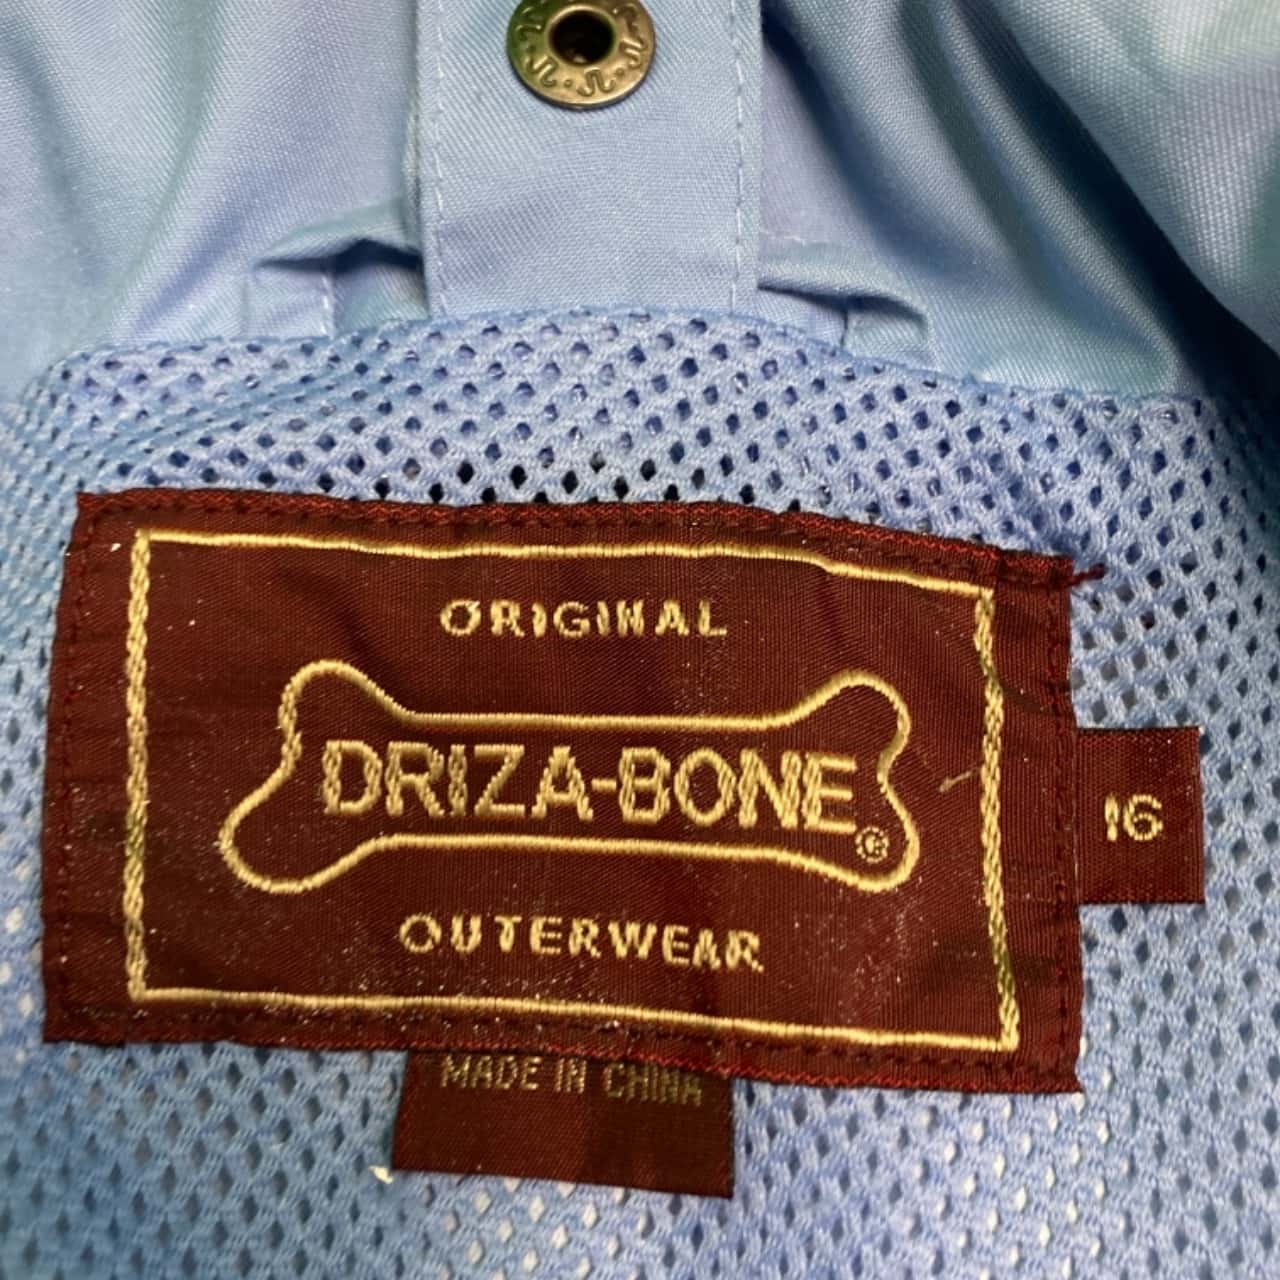 ORIGINAL
DRIZA-BONE®
16
OUTERWEAR
MADE IN CHINA